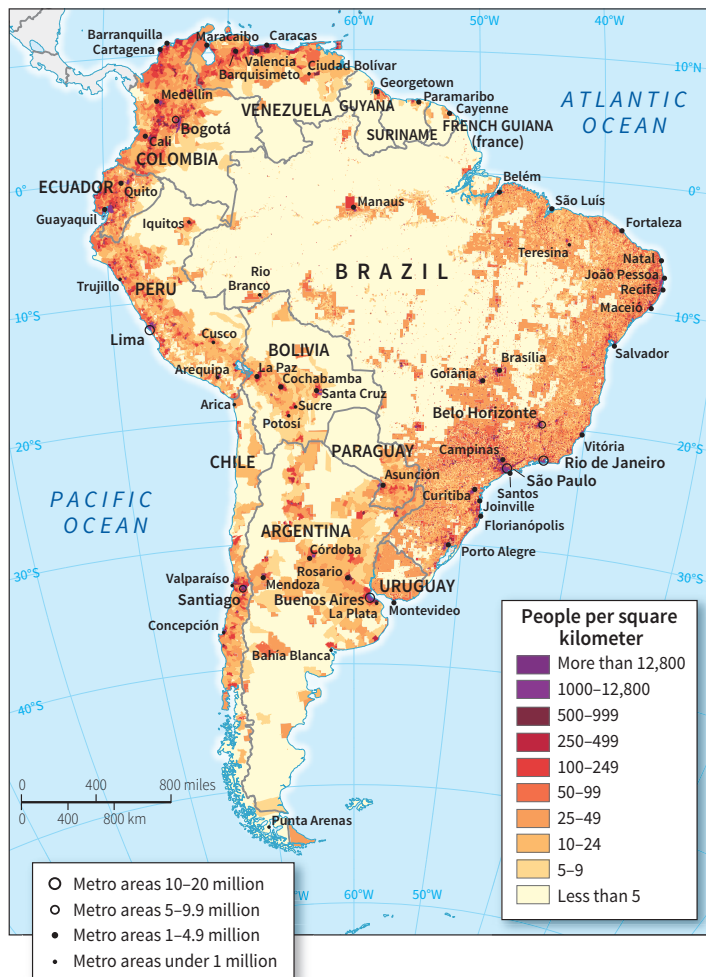 60°W
50°W
40°W
Barranquilla
Cartagena
Maracaibo
Caracas
Valencia
Barquisimeto
Ciudad Bolívar
10°N
Georgetown
Paramaribo
Cayenne
Medellín
VENEZUELA
GUYANA
SURINAME
FRENCH GUIANA
(france)
ATLANTIC
OCEAN
Bogotá
Cali
COLOMBIA
ECUADOR
Quito
0°
Guayaquil
Iquitos
Manaus
Belém
0°
São Luís
Fortaleza
Teresina
Natal
João Pessoa
Recife
Maceió
BRAZIL
Trujillo
PERU
Rio
Branco
10°S
10°S
Lima
Cusco
BOLIVIA
Salvador
Arequipa
La Paz
Cochabamba
Santa Cruz
Brasília
Goiânia
Arica
Sucre
Potosí
Belo Horizonte
20°S
PARAGUAY
Campinas
Vitória
20°S
CHILE
Asunción
Rio de Janeiro
São Paulo
Curitiba
Santos
Joinville
Florianópolis
PACIFIC
OCEAN
ARGENTINA
Córdoba
Porto Alegre
30°S
Valparaíso
Rosario
Mendoza
URUGUAY
30°S
Santiago
Buenos Aires
La Plata
Montevideo
Concepción
Bahía Blanca
40°S
40°S
Punta Arenas
0 400 800 miles
0 400 800 km
People per square
kilometer
More than 12,800
1000–12,800
500–999
250–499
100–249
50–99
25–49
10–24
5–9
Less than 5
Metro areas 10–20 million
Metro areas 5–9.9 million
Metro areas 1–4.9 million
Metro areas under 1 million
°W
60°W
50°W